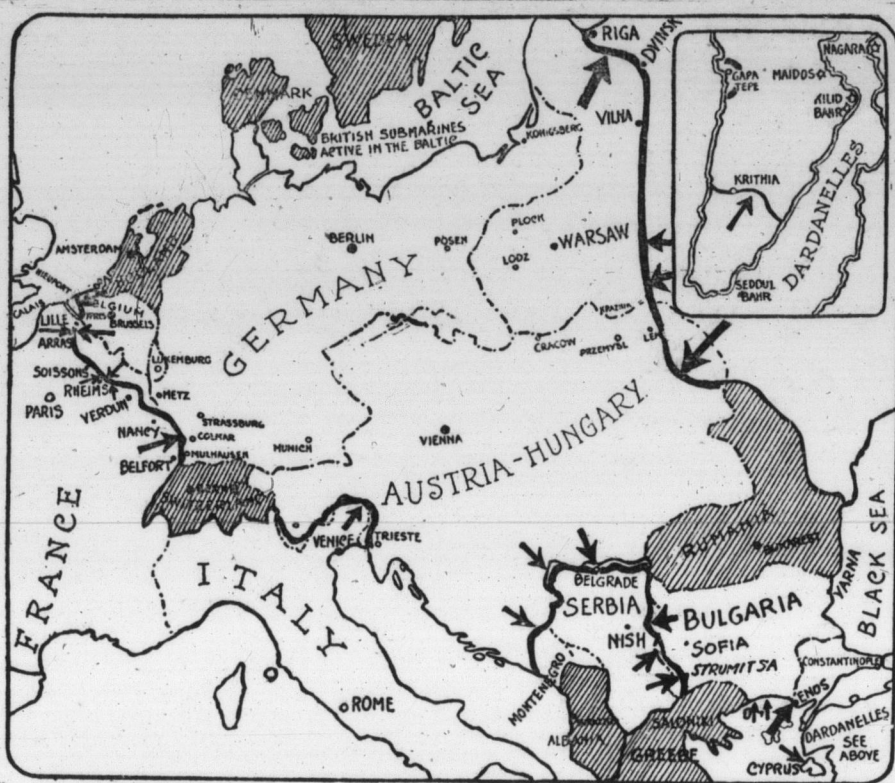 SWEDEN
DENMARK
BALTIC SEA
BRITISH SUBMARINES
ACTIVE IN THE BALTIC
RIGA
DVINSK
VILNA
KONIGSBERG
GAPA
TEPE
MAIDOS
NAGARA
KILID
BAHR
KRITHIA
DARDANELLES
SEDDUL
BAHR
AMSTERDAM
BERLIN
POSEN
PLOCK
LODZ
WARSAW
GERMANY
NIEUPORT
CALAIS
BELGIUM
YPRES
BRUSSELS
LILLE
ARRAS
LUXEMBURG
SOISSONS
RHEIMS
METZ
PARIS
VERDUN
STRASSBURG
NANCY
COLMAR
BELFORT
MULHAUSEN
MUNICH
VIENNA
CRACOW
PRZEMYSL
AUSTRIA-HUNGARY
SWITZERLAND
FRANCE
ITALY
VENICE
TRIESTE
ROME
BELGRADE
SERBIA
NISH
MONTENEGRO
ALBANIA
RUMANIA
BUKAREST
BULGARIA
SOFIA
STRUMITSA
VARNA
BLACK SEA
CONSTANTINOPLE
ENOS
SALONIKI
GREECE
DARDANELLES
SEE
ABOVE
CYPRUS